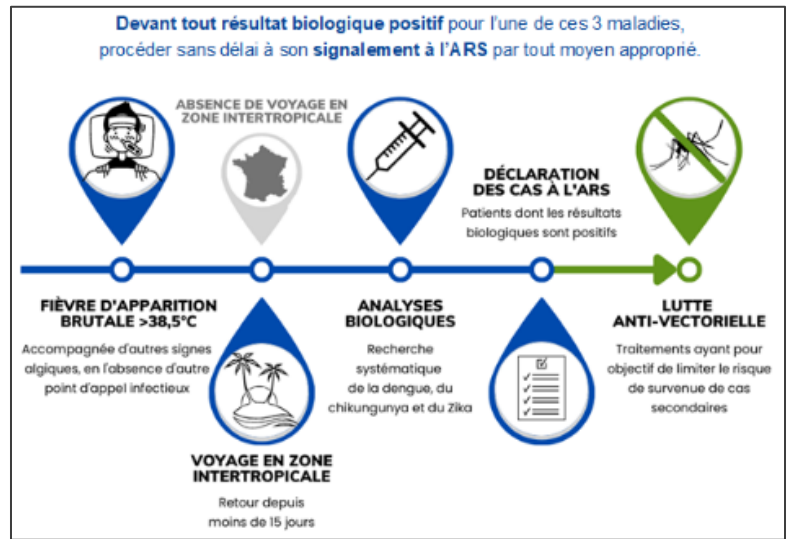 Devant tout résultat biologique positif pour l'une de ces 3 maladies,
procéder sans délai à son signalement à l'ARS par tout moyen approprié.
ABSENCE DE VOYAGE EN
ZONE INTERTROPICALE
DÉCLARATION
DES CAS À L'ARS
Patients dont les résultats
biologiques sont positifs
FIÈVRE D'APPARITION
BRUTALE >38,5°C
Accompagnée d'autres signes
algiques, en l'absence d'autre
point d'appel infectieux
VOYAGE EN ZONE
INTERTROPICALE
Retour depuis
moins de 15 jours
ANALYSES
BIOLOGIQUES
Recherche
systématique
de la dengue, du
chikungunya et du Zika
LUTTE
ANTI-VECTORIELLE
Traitements ayant pour
objectif de limiter le risque
de survenue de cas
secondaires